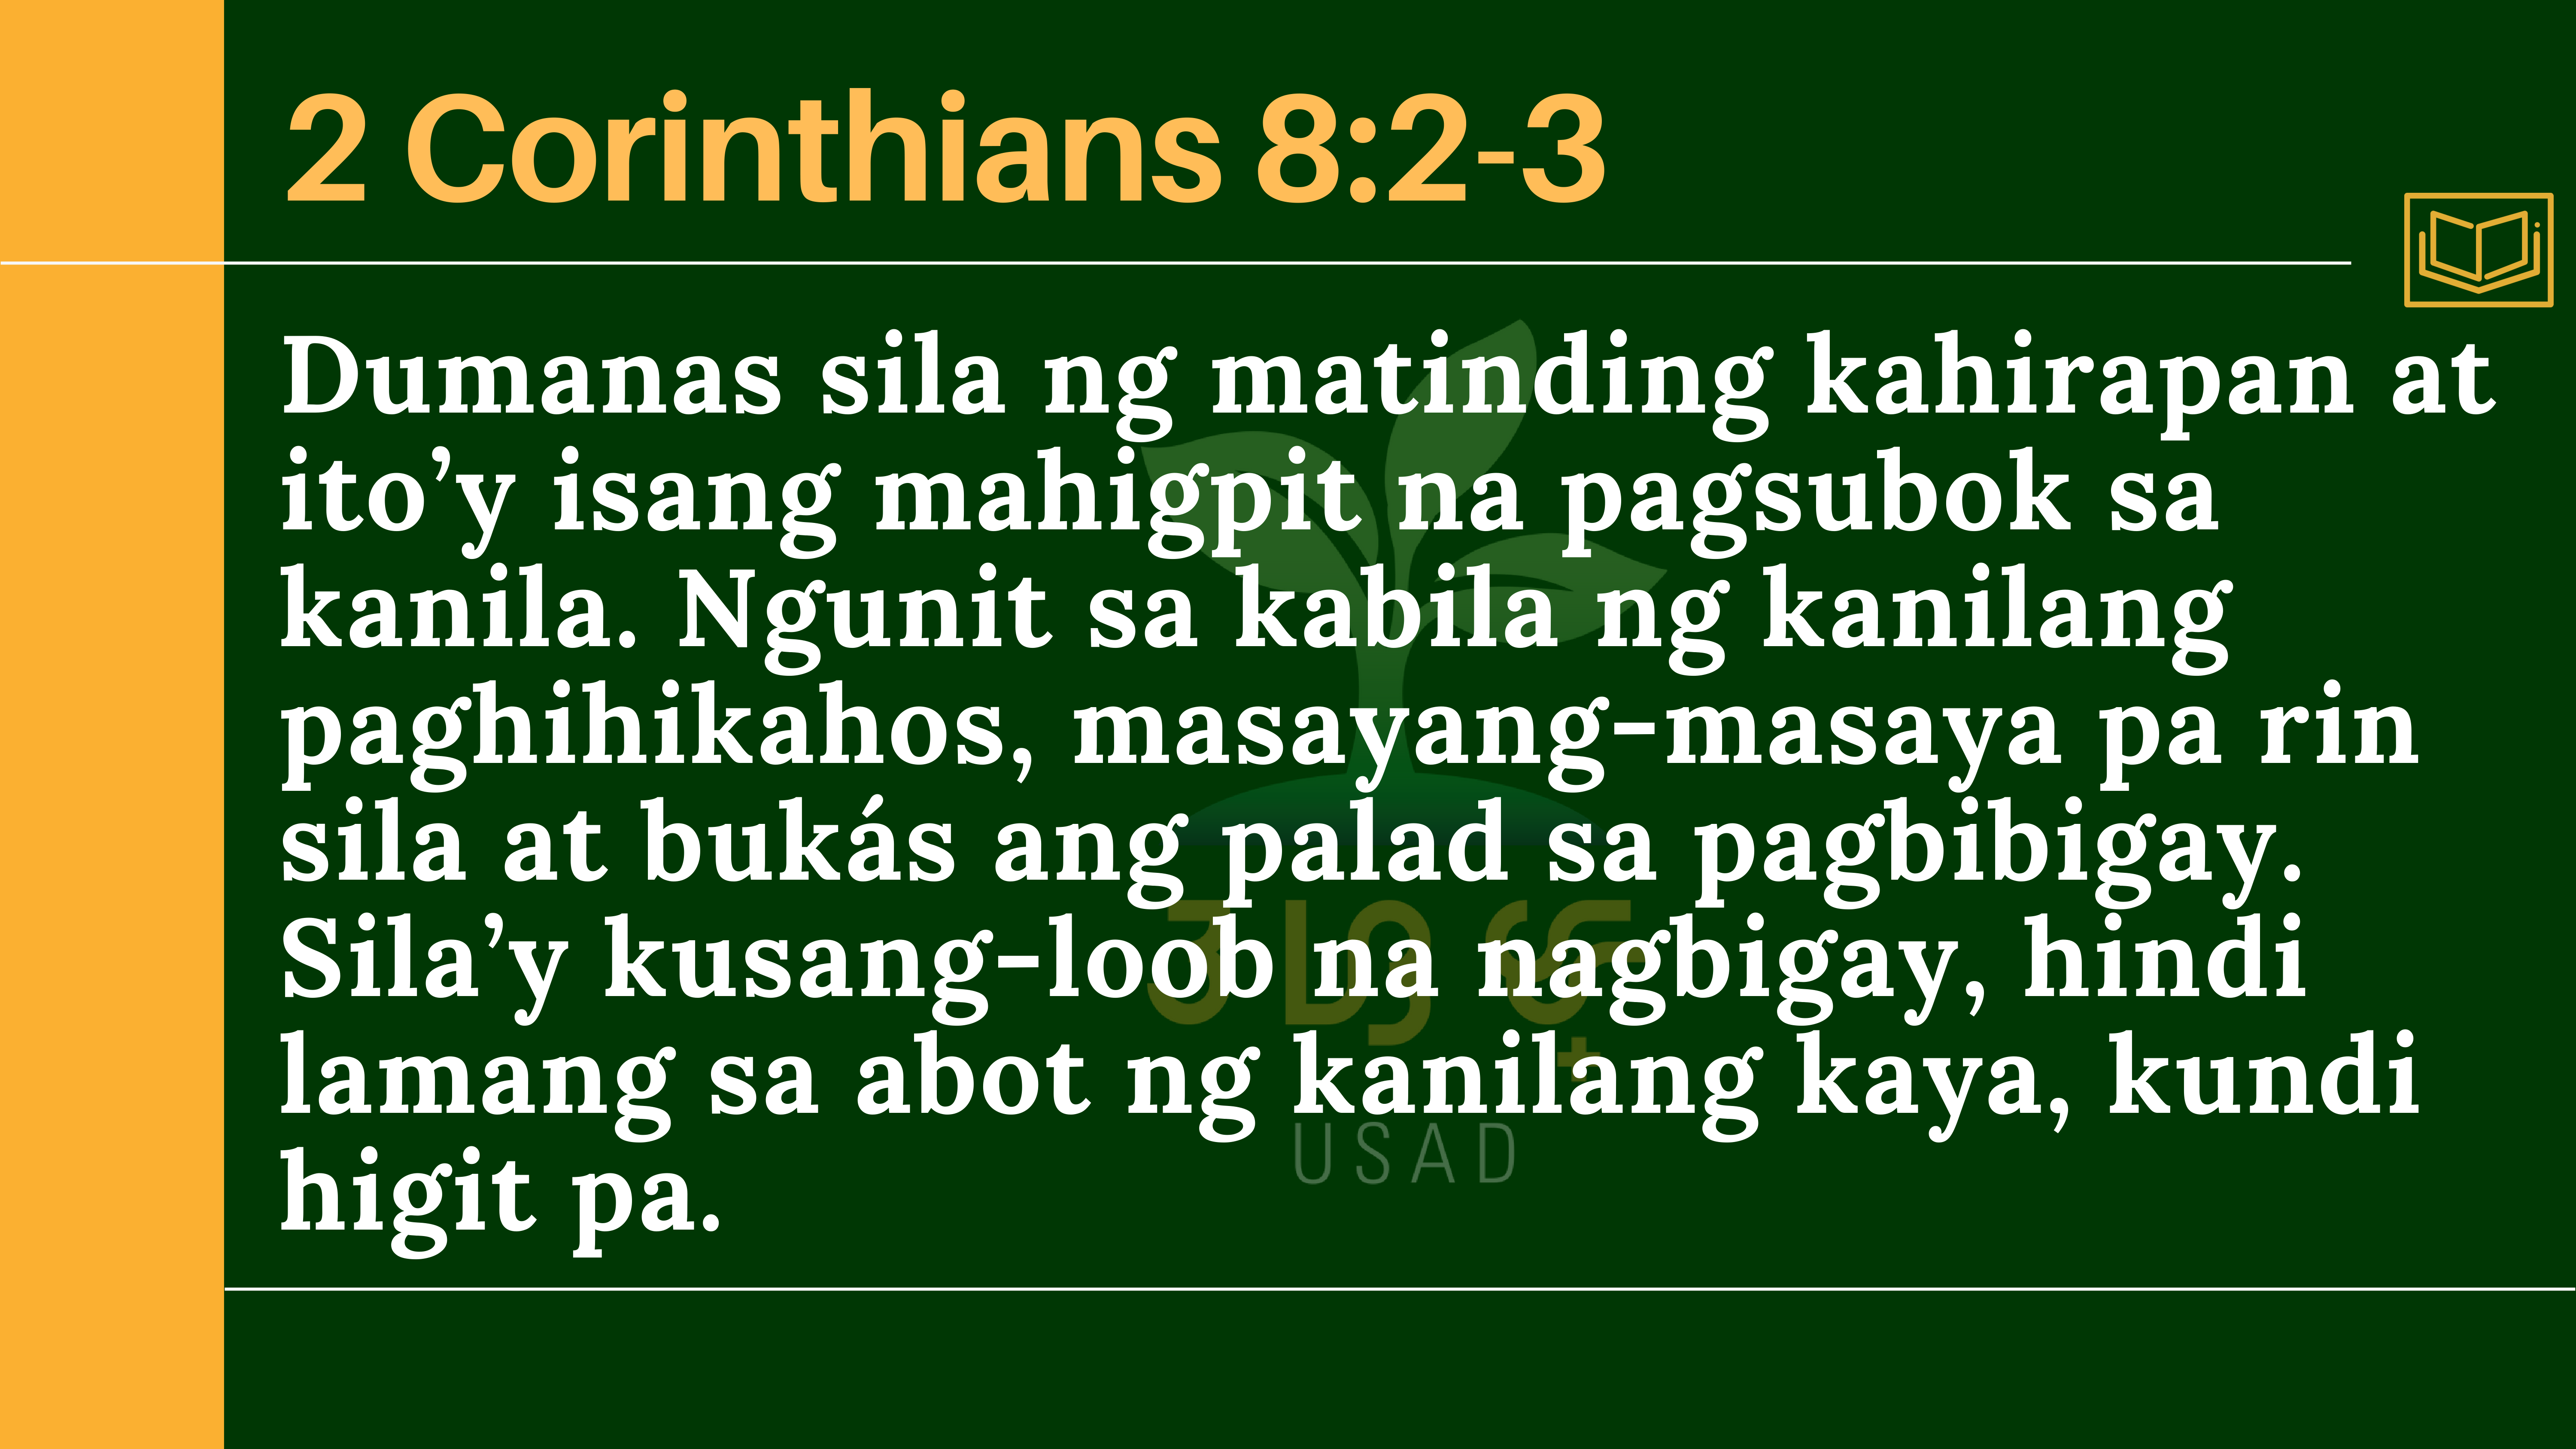 2 Corinthians 8:2-3
Dumanas sila ng matinding kahirapan at
ito’y isang mahigpit na pagsubok sa
kanila. Ngunit sa kabila ng kanilang
paghihikahos, masayang-masaya pa rin
sila at bukás ang palad sa pagbibigay.
Sila’y kusang-loob na nagbigay, hindi
lamang sa abot ng kanilang kaya, kundi
higit pa.
USAD